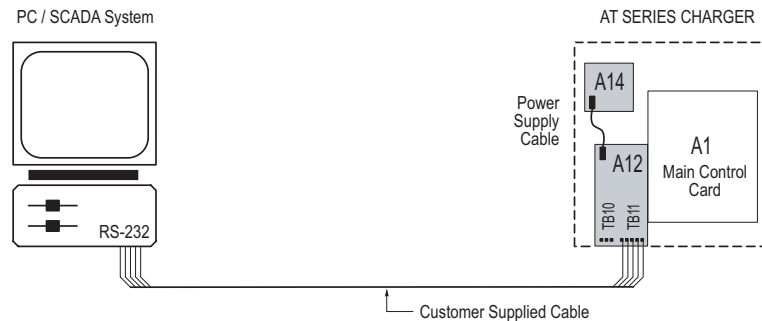 PC / SCADA System
AT SERIES CHARGER
A14
Power
Supply
Cable
A12
A1
Main Control
Card
TB10
TB11
RS-232
Customer Supplied Cable